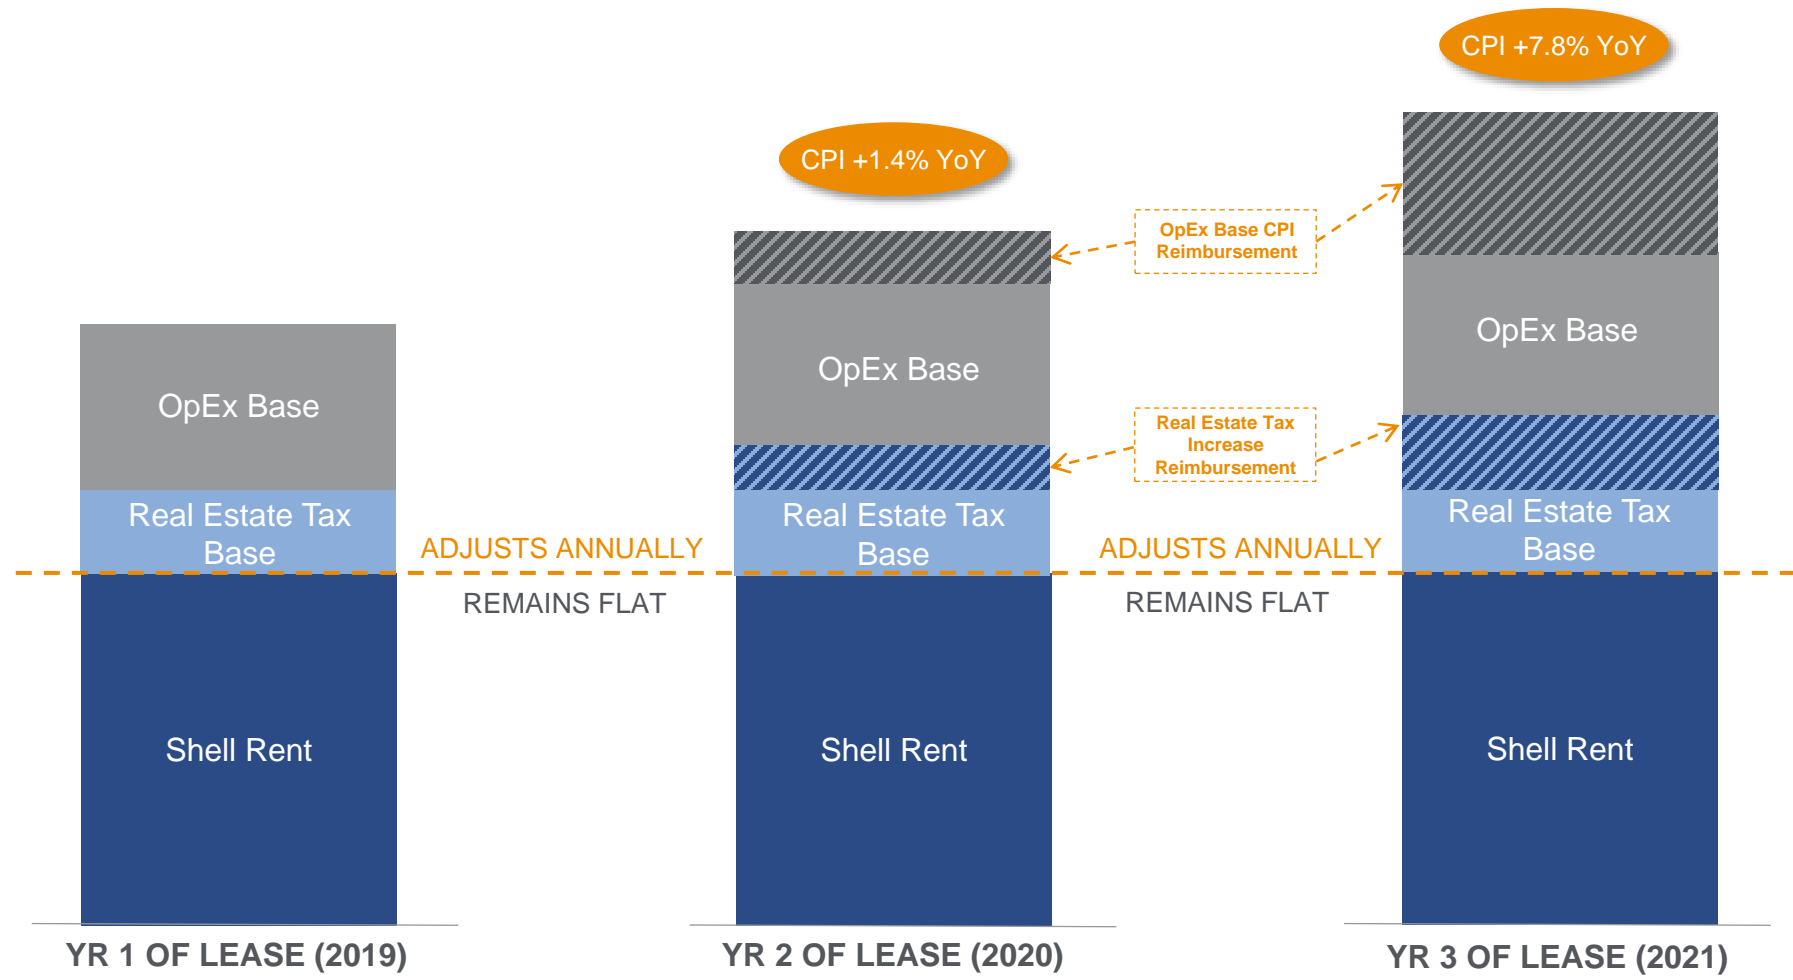 CPI +7.8% YoY
CPI +1.4% YoY
OpEx Base CPI
Reimbursement
OpEx Base
OpEx Base
OpEx Base
Real Estate Tax
Increase
Reimbursement
Real Estate Tax
Base
Real Estate Tax
Base
Real Estate Tax
Base
ADJUSTS ANNUALLY
ADJUSTS ANNUALLY
REMAINS FLAT
REMAINS FLAT
Shell Rent
Shell Rent
Shell Rent
YR 1 OF LEASE (2019)
YR 2 OF LEASE (2020)
YR 3 OF LEASE (2021)